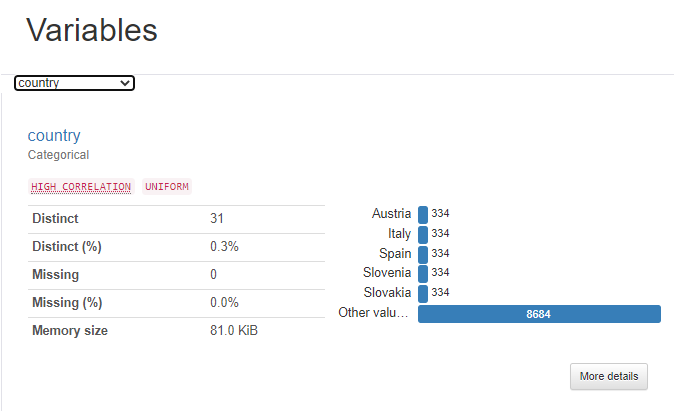 Variables
country
country
Categorical
HIGH CORRELATION UNIFORM
Distinct 31
Distinct (%) 0.3%
Missing 0
Missing (%) 0.0%
Memory size 81.0 KiB
Austria 334
Italy 334
Spain 334
Slovenia 334
Slovakia 334
Other valu... 8684
More details